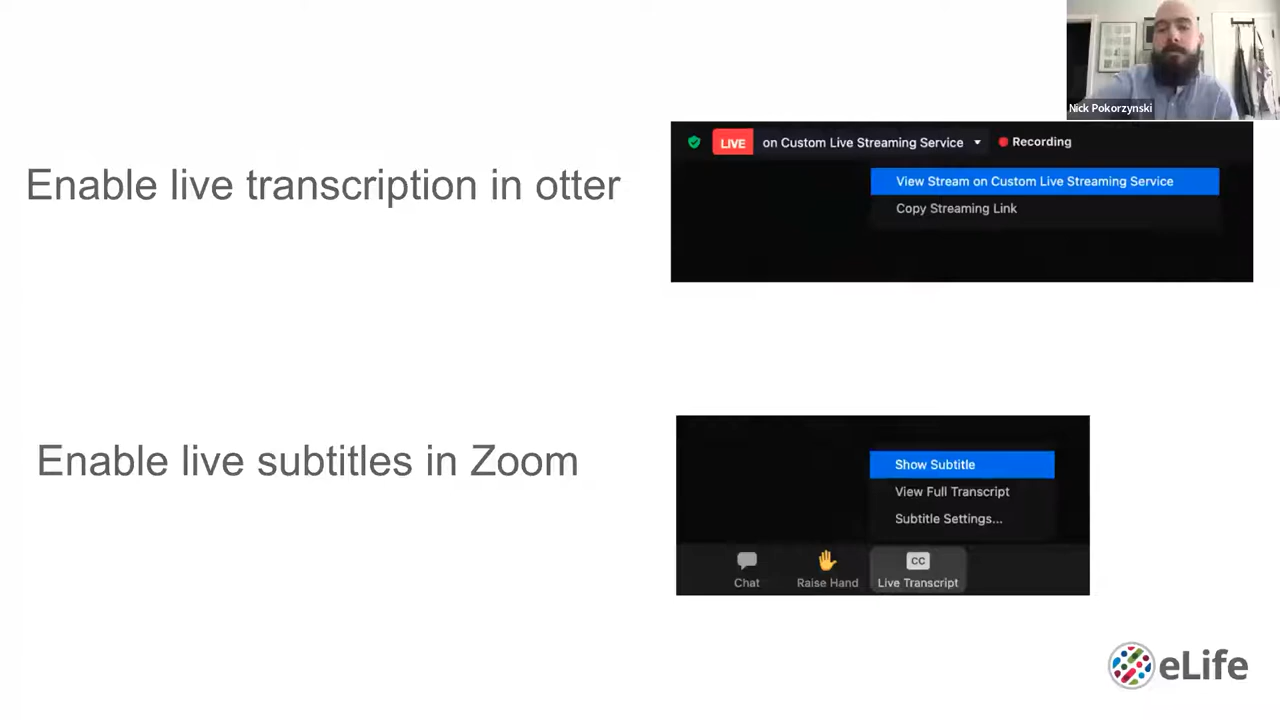 Nick Pokorzynski
Enable live transcription in otter
LIVE on Custom Live Streaming Service Recording
View Stream on Custom Live Streaming Service
Copy Streaming Link
Enable live subtitles in Zoom
Show Subtitle
View Full Transcript
Subtitle Settings...
CC
Chat Raise Hand Live Transcript
eLife